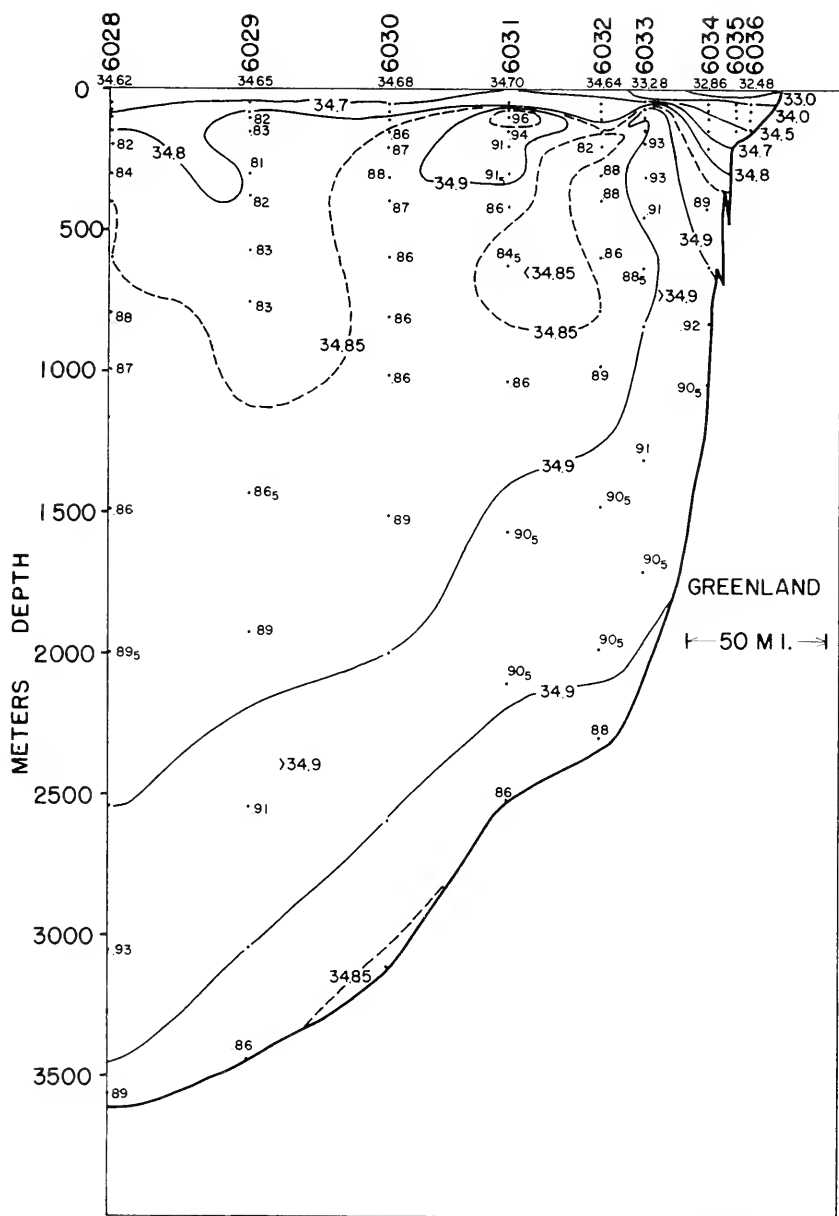 6028 6029 6030 6031 6032 6033 6034 6035 6036
34.62 34.65 34.68 34.70 34.64 33.28 32.86 32.48
0
34.7
33.0
82 96
34.0
83 86 94
34.5
82 34.8 87 91 82 93
34.7
81 88 91₅ 88 93
34.8
84 34.9
82 87 86 88 91 89
34.9
500
83 86 84₅ 86
<34.85 88₅
83 >34.9
88 86 92
34.85 34.85
1000
87 86 86 89 90₅
34.9 34.9 91
86₅
1500
86 89 90₅ 90₅
90₅
GREENLAND
METERS DEPTH
89
2000
89₅ 90₅ 50 MI.
90₅ 34.9
88
>34.9
2500
91 86
3000
.93
34.85
86
3500
89